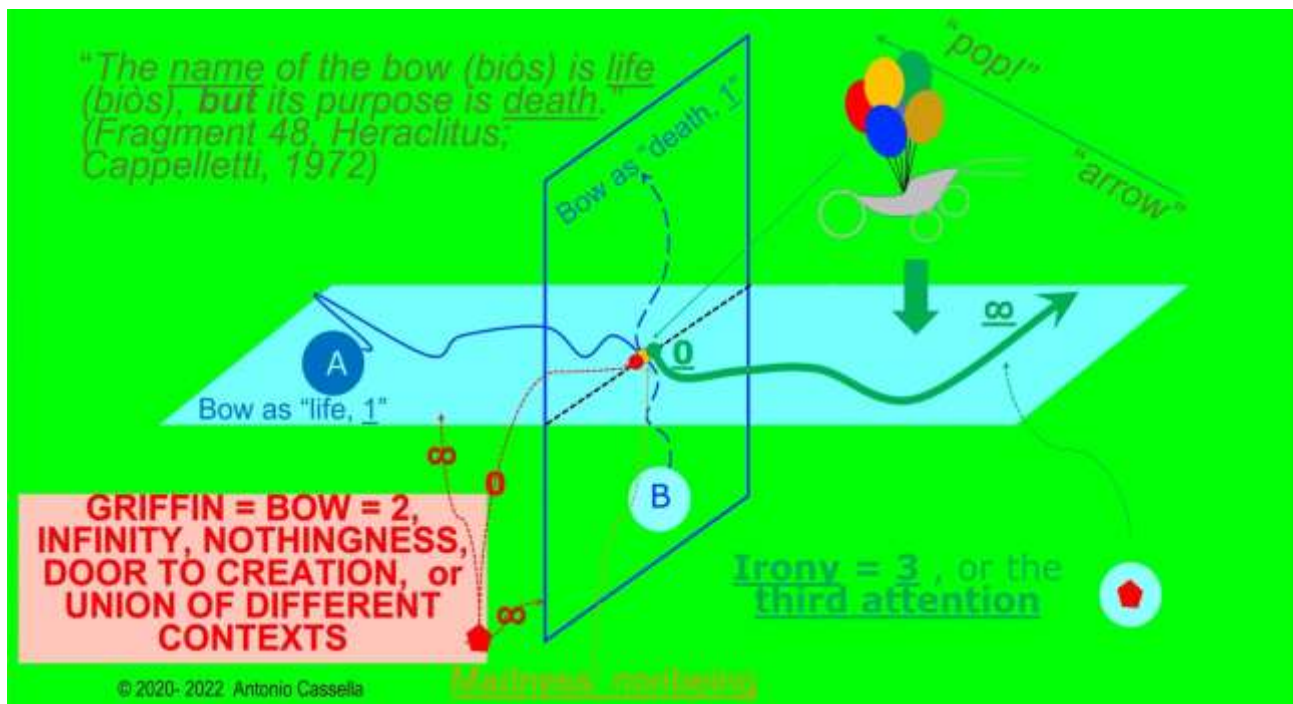 “The name of the bow (biòs) is life
(biòs), but its purpose is death.”
(Fragment 48, Heraclitus;
Cappelletti, 1972)
“pop!”
“arrow”
Bow as “death, 1”
∞
0
A
Bow as “life, 1”
∞
0
B
GRIFFIN = BOW = 2,
INFINITY, NOTHINGNESS,
DOOR TO CREATION, or
UNION OF DIFFERENT
CONTEXTS
∞
Irony = 3 , or the
third attention
Madness, nonbeing
© 2020- 2022 Antonio Cassella